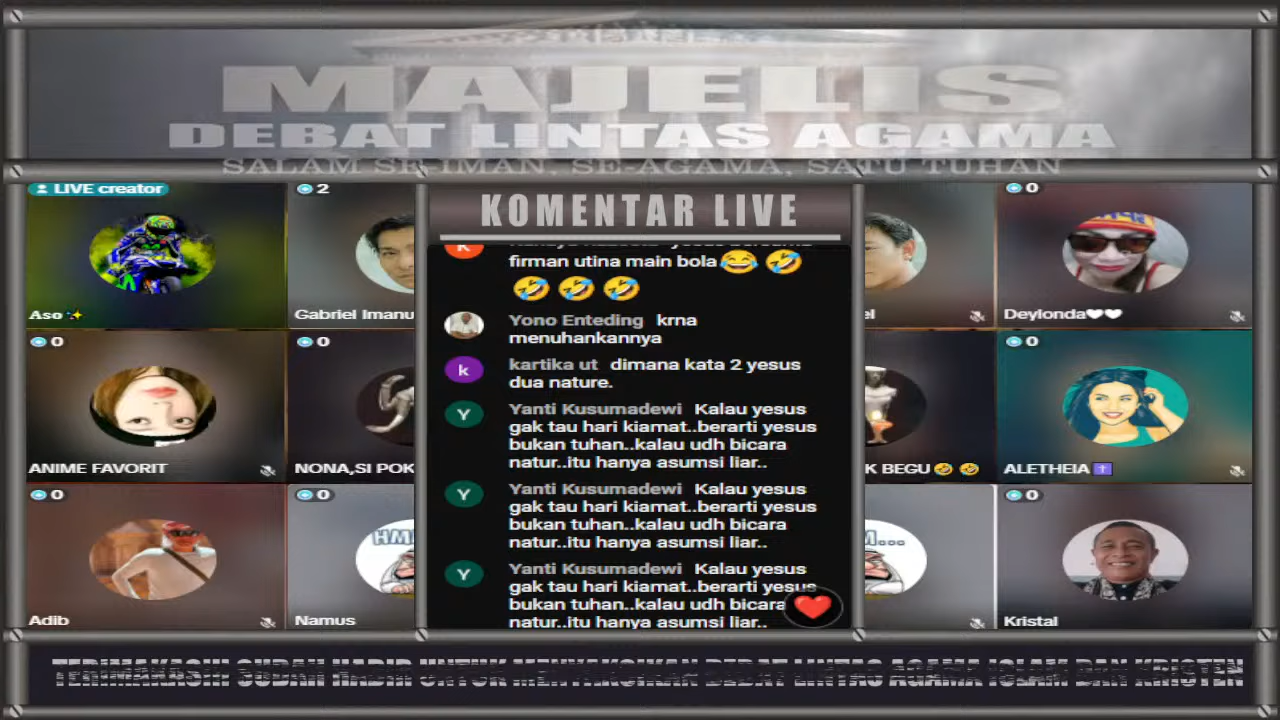 MAJELIS
DEBAT LINTAS AGAMA
SALAM SE-IMAN, SE-AGAMA, SATU TUHAN
LIVE creator
2
0
KOMENTAR LIVE
Aso
Gabriel Imanu
el
Deylonda
firman utina main bola
Yono Enteding krna
menuhankannya
kartika ut dimana kata 2 yesus
dua nature.
0
0
0
ANIME FAVORIT
NONA,SI POK
K BEGU
ALETHEIA
Yanti Kusumadewi Kalau yesus
gak tau hari kiamat..berarti yesus
bukan tuhan..kalau udh bicara
natur..itu hanya asumsi liar..
Yanti Kusumadewi Kalau yesus
gak tau hari kiamat..berarti yesus
bukan tuhan..kalau udh bicara
natur..itu hanya asumsi liar..
Yanti Kusumadewi Kalau yesus
gak tau hari kiamat..berarti yesus
bukan tuhan..kalau udh bicara
natur..itu hanya asumsi liar..
0
0
0
HM
M...
Adib
Namus
Kristal
TERIMAKASIH SUDAH HADIR UNTUK MENYAKSIKAN DEBAT LINTAS AGAMA ISLAM DAN KRISTEN